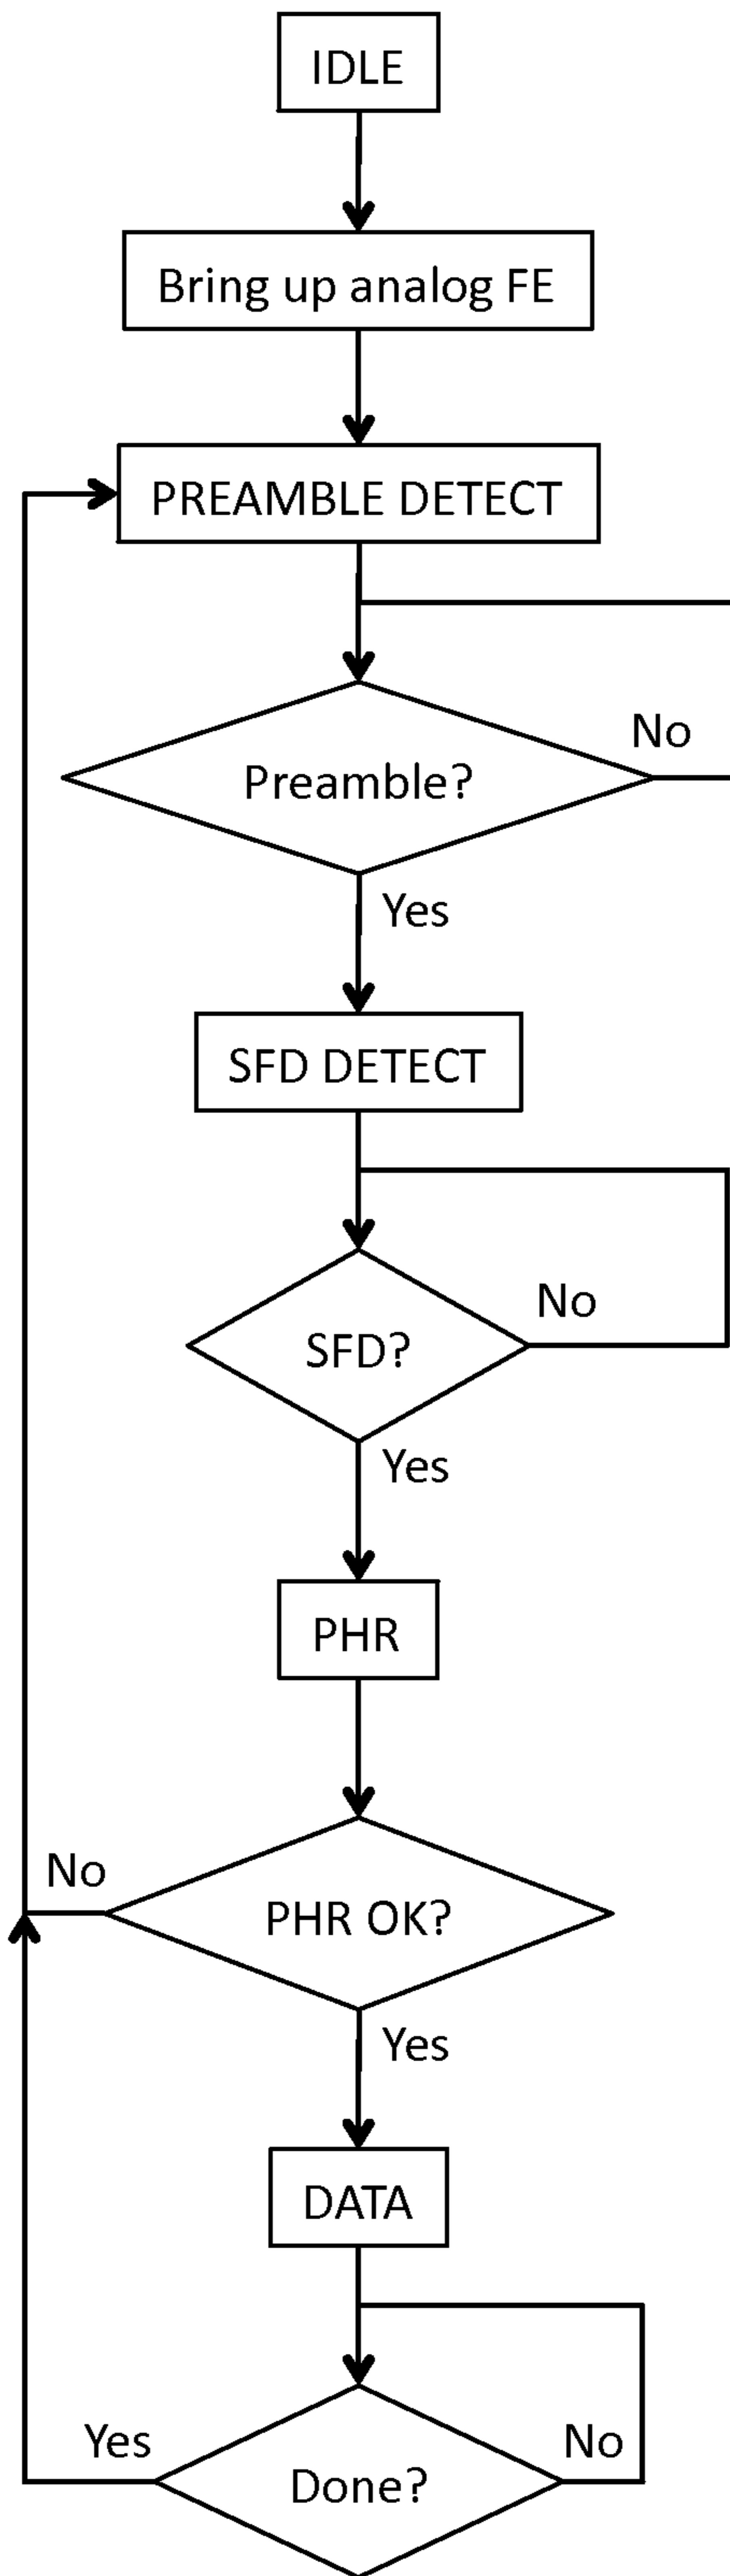 IDLE
Bring up analog FE
PREAMBLE DETECT
No
Preamble?
Yes
SFD DETECT
No
SFD?
Yes
PHR
No
PHR OK?
Yes
DATA
Yes
No
Done?